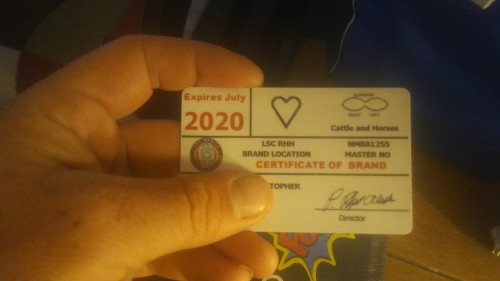 Expires July
2020
Cattle and Horses
LSC RHH
NMB81255
BRAND LOCATION
MASTER NO
CERTIFICATE OF BRAND
TOPHER
Director